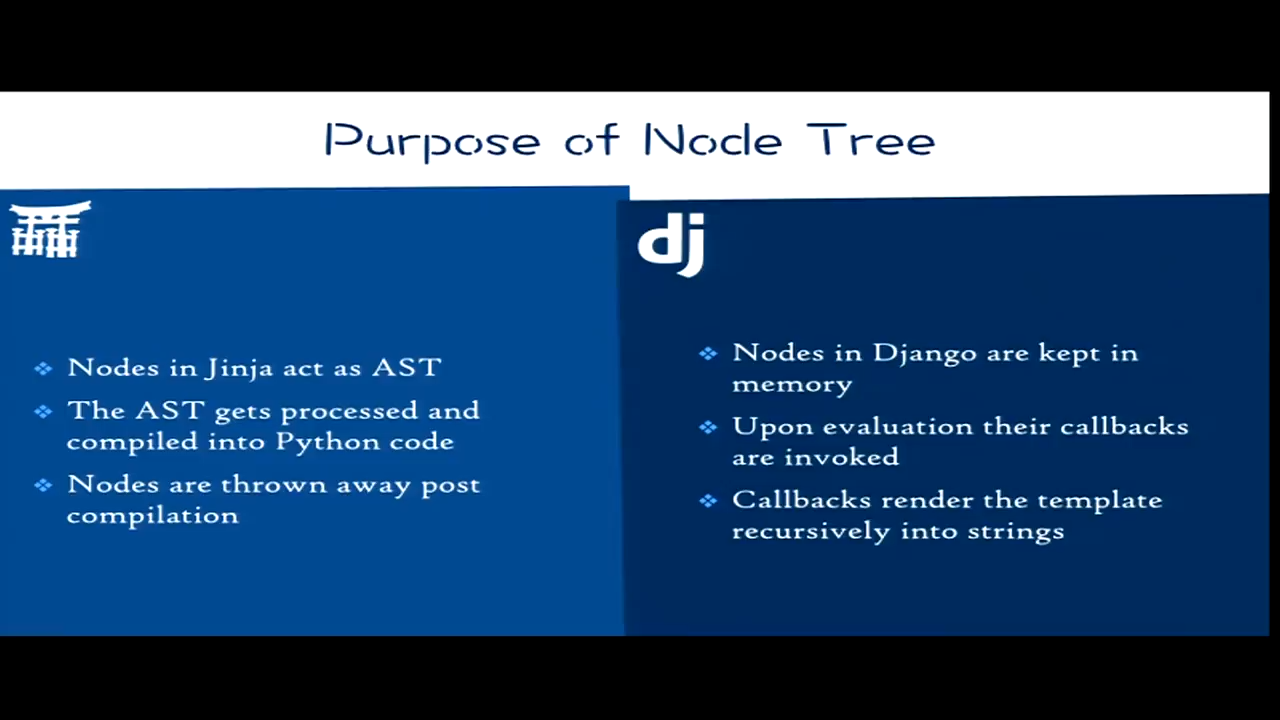 Purpose of Node Tree
Nodes in Jinja act as AST
The AST gets processed and
compiled into Python code
Nodes are thrown away post
compilation
dj
Nodes in Django are kept in
memory
Upon evaluation their callbacks
are invoked
Callbacks render the template
recursively into strings